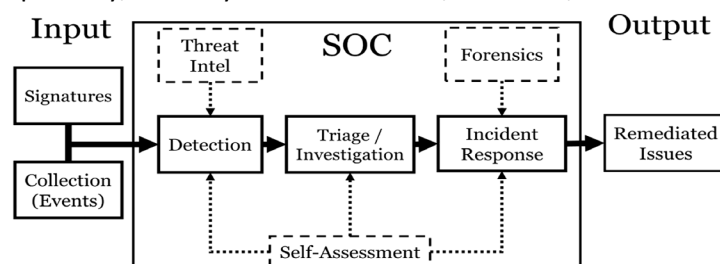 Input
SOC
Output
Threat
Intel
Forensics
Signatures
Detection
Triage /
Investigation
Incident
Response
Remediated
Issues
Collection
(Events)
Self-Assessment